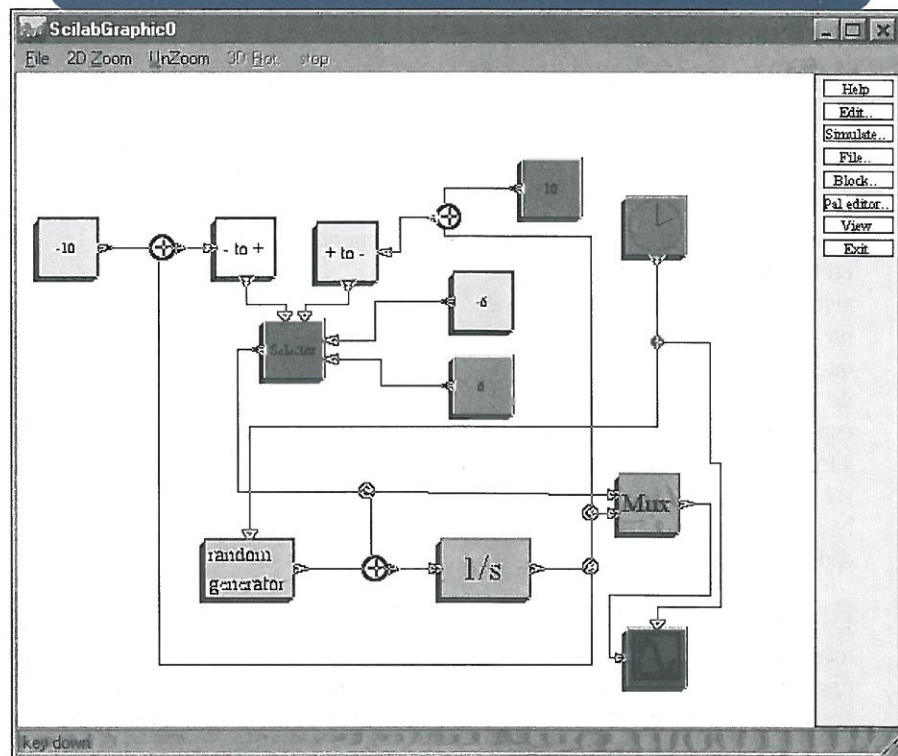 ScilabGraphic0
File 2D Zoom UnZoom 3D Rot. stop
Help
Edit..
Simulate..
File..
Block..
Pal editor..
View
Exit
10
-10
- to +
+ to -
-6
Selector
6
Mux
random
generator
1/s
key down